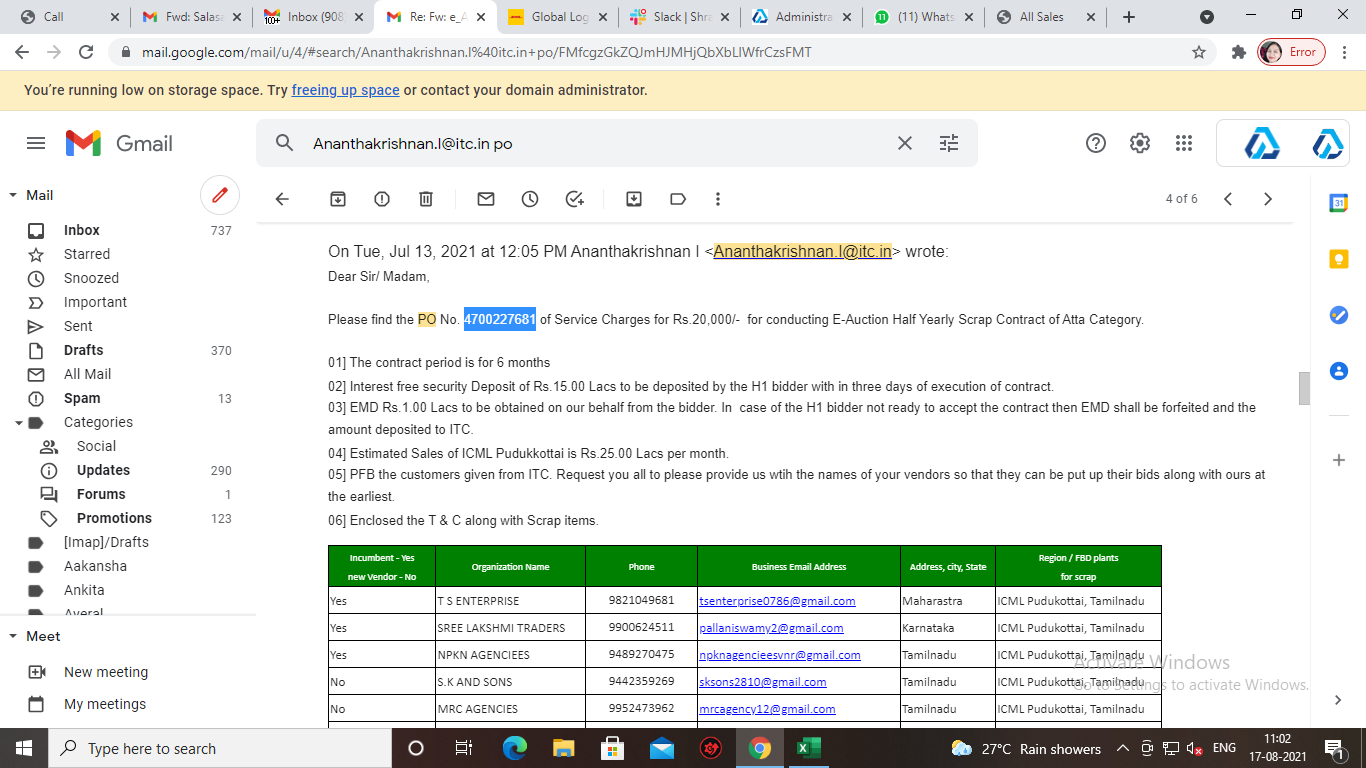 Call
Fwd: Salasa
Inbox (908
Re: Fw: e_A
Global Log
Slack | Shra
Administra
(11) Whats
All Sales
mail.google.com/mail/u/4/#search/Ananthakrishnan.l%40itc.in+po/FMfcgzGkZQJmHJMHjQbXbLlWfrCzsFMT
Error
You're running low on storage space. Try freeing up space or contact your domain administrator.
Gmail
Ananthakrishnan.l@itc.in po
Mail
4 of 6
Inbox 737
Starred
Snoozed
Important
Sent
Drafts 370
All Mail
Spam 13
Categories
Social
Updates 290
Forums 1
Promotions 123
[Imap]/Drafts
Aakansha
Ankita
Averal
Meet
New meeting
My meetings
On Tue, Jul 13, 2021 at 12:05 PM Ananthakrishnan l <Ananthakrishnan.l@itc.in> wrote:
Dear Sir/ Madam,
Please find the PO No. 4700227681 of Service Charges for Rs.20,000/-  for conducting E-Auction Half Yearly Scrap Contract of Atta Category.
01] The contract period is for 6 months
02] Interest free security Deposit of Rs.15.00 Lacs to be deposited by the H1 bidder with in three days of execution of contract.
03] EMD Rs.1.00 Lacs to be obtained on our behalf from the bidder. In  case of the H1 bidder not ready to accept the contract then EMD shall be forfeited and the
amount deposited to ITC.
04] Estimated Sales of ICML Pudukkottai is Rs.25.00 Lacs per month.
05] PFB the customers given from ITC. Request you all to please provide us wtih the names of your vendors so that they can be put up their bids along with ours at
the earliest.
06] Enclosed the T & C along with Scrap items.
Incumbent - Yes
new Vendor - No
Organization Name
Phone
Business Email Address
Address, city, State
Region / FBD plants
for scrap
Yes T S ENTERPRISE 9821049681 tsenterprise0786@gmail.com Maharastra ICML Pudukottai, Tamilnadu
Yes SREE LAKSHMI TRADERS 9900624511 pallaniswamy2@gmail.com Karnataka ICML Pudukottai, Tamilnadu
Yes NPKN AGENCIEES 9489270475 npknagencieesvnr@gmail.com Tamilnadu ICML Pudukottai, Tamilnadu
No S.K AND SONS 9442359269 sksons2810@gmail.com Tamilnadu ICML Pudukottai, Tamilnadu
No MRC AGENCIES 9952473962 mrcagency12@gmail.com Tamilnadu ICML Pudukottai, Tamilnadu
Activate Windows
Go to Settings to activate Windows.
Type here to search
27°C Rain showers
ENG
11:02
17-08-2021
1